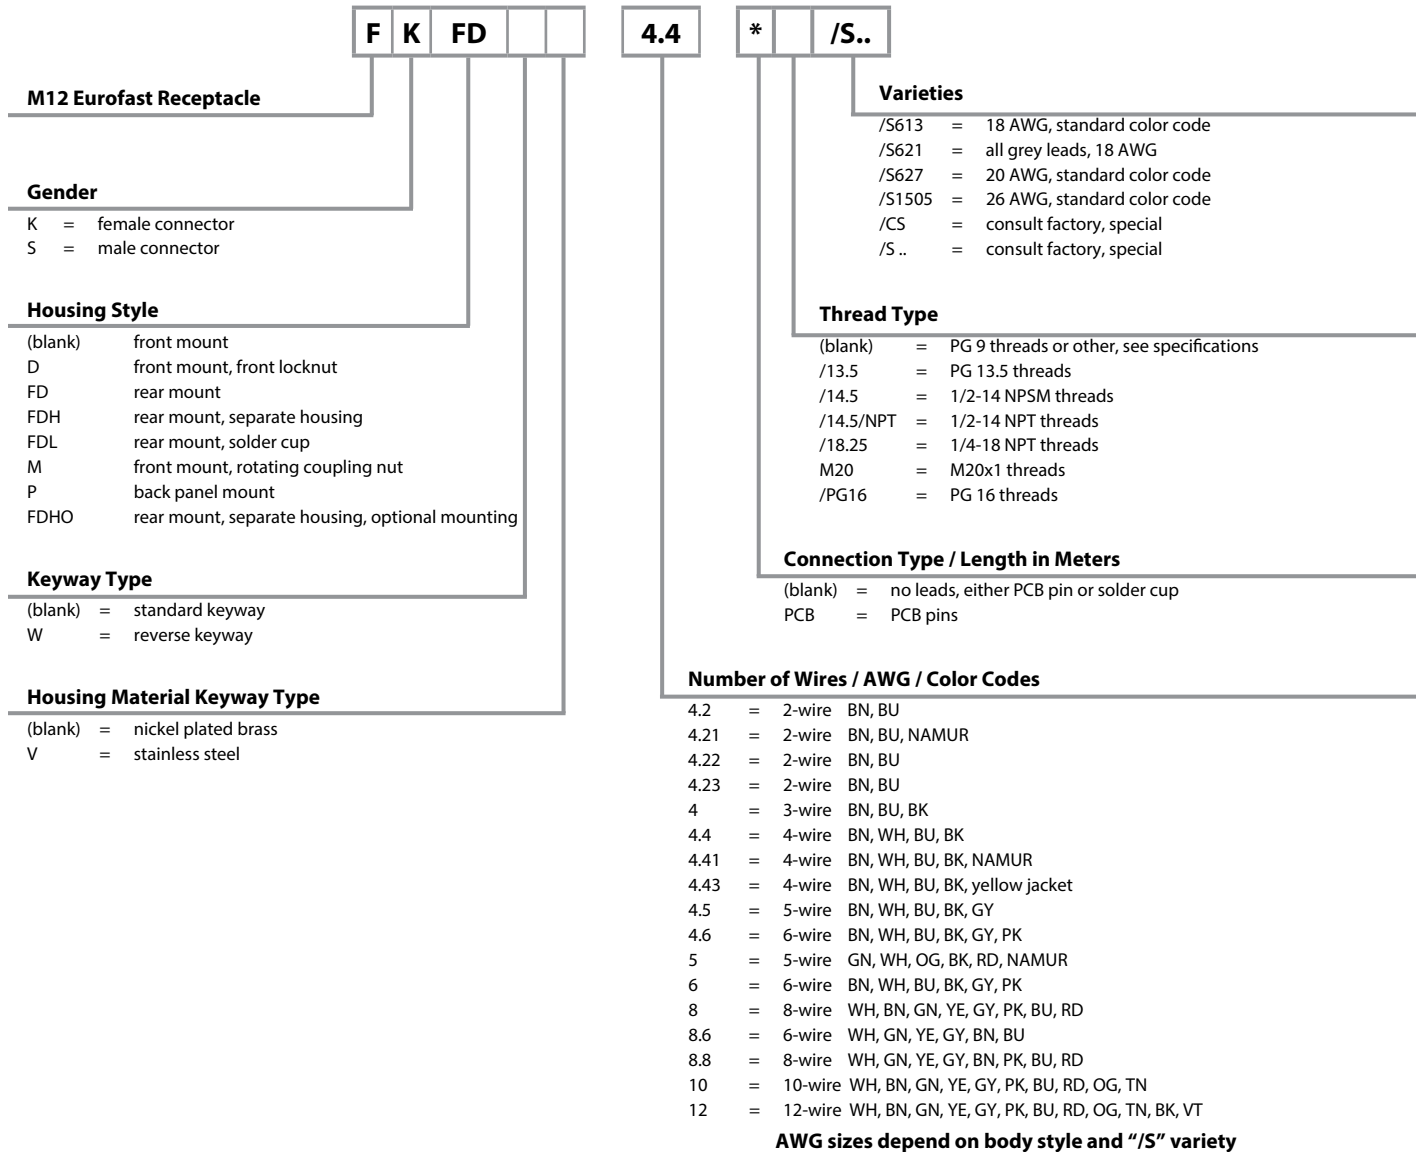 F K FD 4.4 * /S..
M12 Eurofast Receptacle
Gender
K = female connector
S = male connector
Housing Style
(blank) front mount
D front mount, front locknut
FD rear mount
FDH rear mount, separate housing
FDL rear mount, solder cup
M front mount, rotating coupling nut
P back panel mount
FDHO rear mount, separate housing, optional mounting
Keyway Type
(blank) = standard keyway
W = reverse keyway
Housing Material Keyway Type
(blank) = nickel plated brass
V = stainless steel
Varieties
/S613 = 18 AWG, standard color code
/S621 = all grey leads, 18 AWG
/S627 = 20 AWG, standard color code
/S1505 = 26 AWG, standard color code
/CS = consult factory, special
/S .. = consult factory, special
Thread Type
(blank) = PG 9 threads or other, see specifications
/13.5 = PG 13.5 threads
/14.5 = 1/2-14 NPSM threads
/14.5/NPT = 1/2-14 NPT threads
/18.25 = 1/4-18 NPT threads
M20 = M20x1 threads
/PG16 = PG 16 threads
Connection Type / Length in Meters
(blank) = no leads, either PCB pin or solder cup
PCB = PCB pins
Number of Wires / AWG / Color Codes
4.2 = 2-wire BN, BU
4.21 = 2-wire BN, BU, NAMUR
4.22 = 2-wire BN, BU
4.23 = 2-wire BN, BU
4 = 3-wire BN, BU, BK
4.4 = 4-wire BN, WH, BU, BK
4.41 = 4-wire BN, WH, BU, BK, NAMUR
4.43 = 4-wire BN, WH, BU, BK, yellow jacket
4.5 = 5-wire BN, WH, BU, BK, GY
4.6 = 6-wire BN, WH, BU, BK, GY, PK
5 = 5-wire GN, WH, OG, BK, RD, NAMUR
6 = 6-wire BN, WH, BU, BK, GY, PK
8 = 8-wire WH, BN, GN, YE, GY, PK, BU, RD
8.6 = 6-wire WH, GN, YE, GY, BN, BU
8.8 = 8-wire WH, GN, YE, GY, BN, PK, BU, RD
10 = 10-wire WH, BN, GN, YE, GY, PK, BU, RD, OG, TN
12 = 12-wire WH, BN, GN, YE, GY, PK, BU, RD, OG, TN, BK, VT
AWG sizes depend on body style and “/S” variety